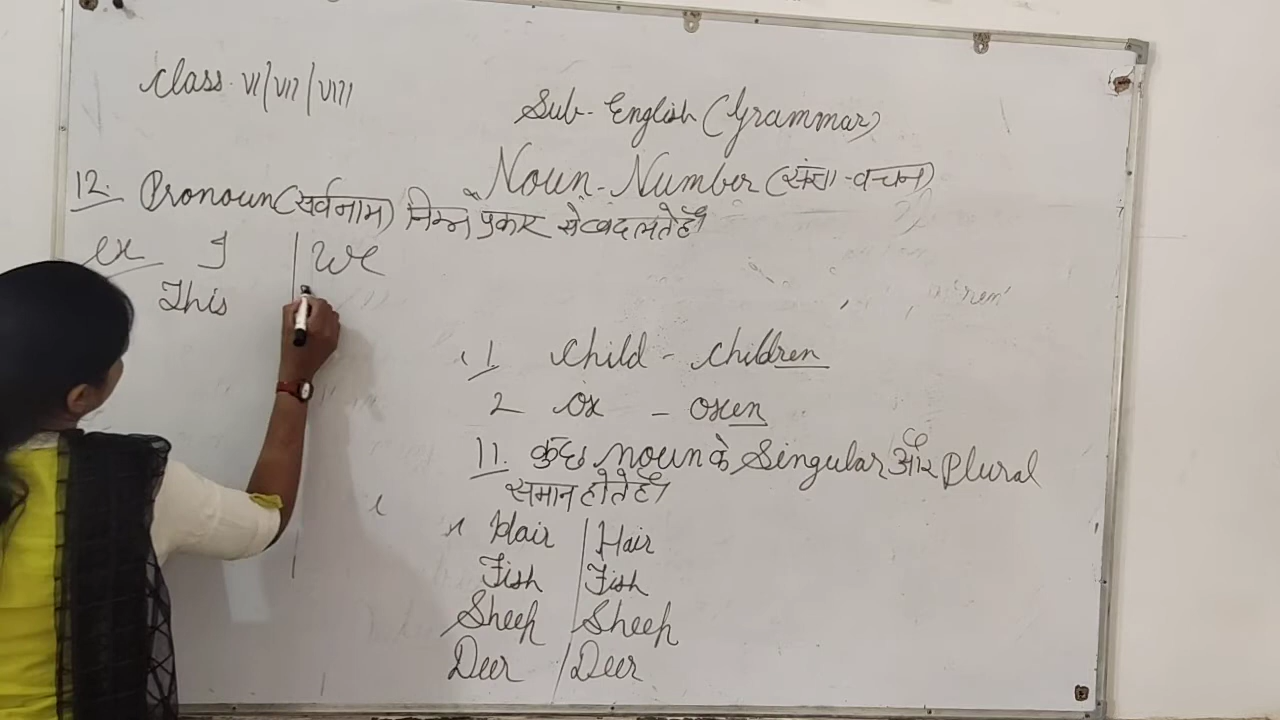 Class- VI/VII/VIII
Sub- English (Grammar)
Noun-Number (संज्ञा-वचन)
12. Pronoun (सर्वनाम) निम्न प्रकार से बदलते हैं।
ex I | We
This
1. Child - Children
2 Ox - Oxen
11. कुछ noun के Singular और Plural
समान होते हैं।
Hair | Hair
Fish | Fish
Sheep | Sheep
Deer | Deer